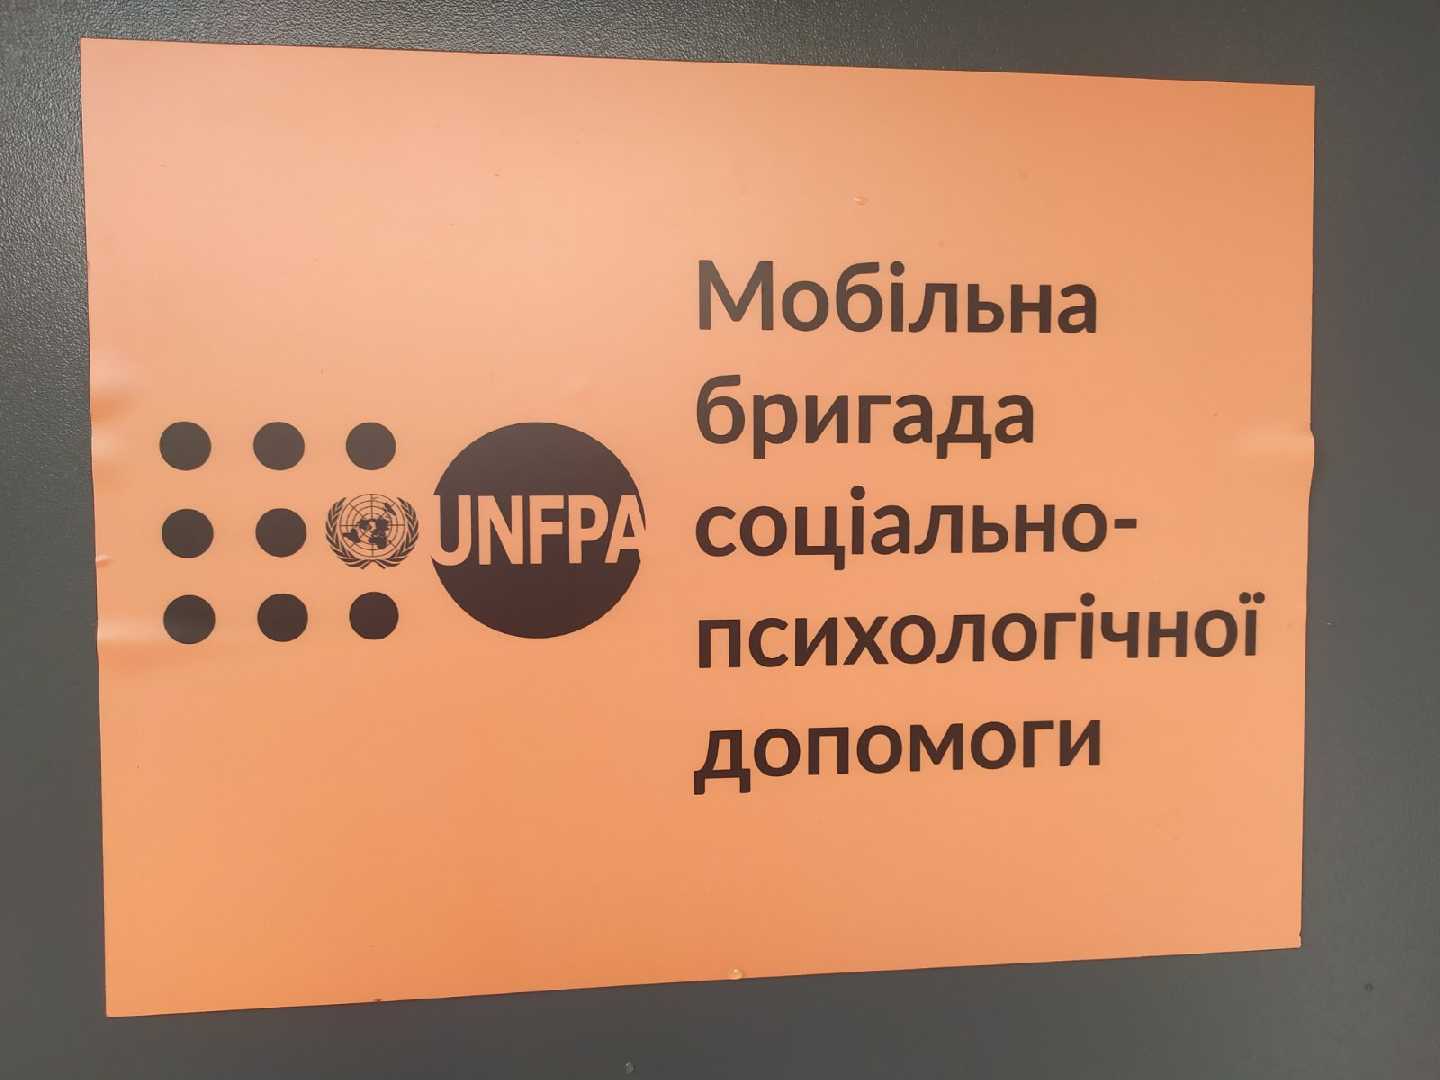 UNFPA
Мобільна
бригада
соціально-
психологічної
допомоги